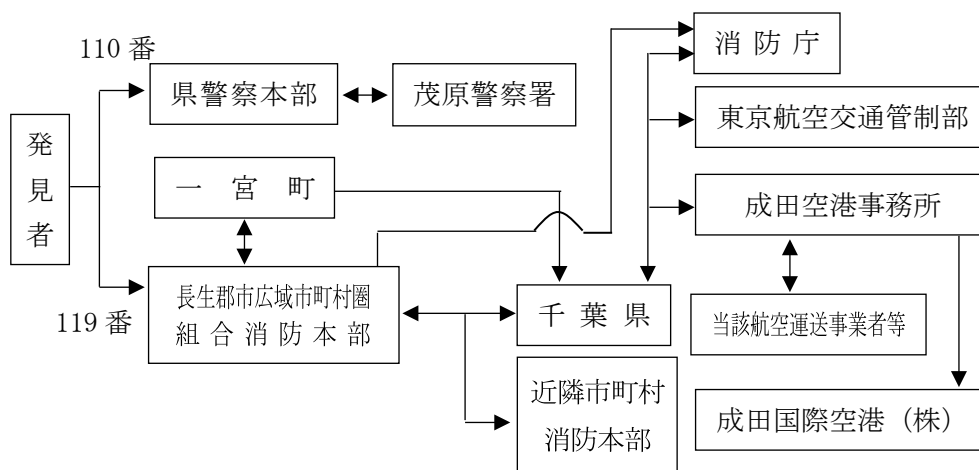 110 番
消 防 庁
県警察本部
茂原警察署
東京航空交通管制部
発
見
者
一 宮 町
成田空港事務所
119 番
長生郡市広域市町村圏
組 合 消 防 本 部
千 葉 県
当該航空運送事業者等
近隣市町村
消防本部
成田国際空港（株）